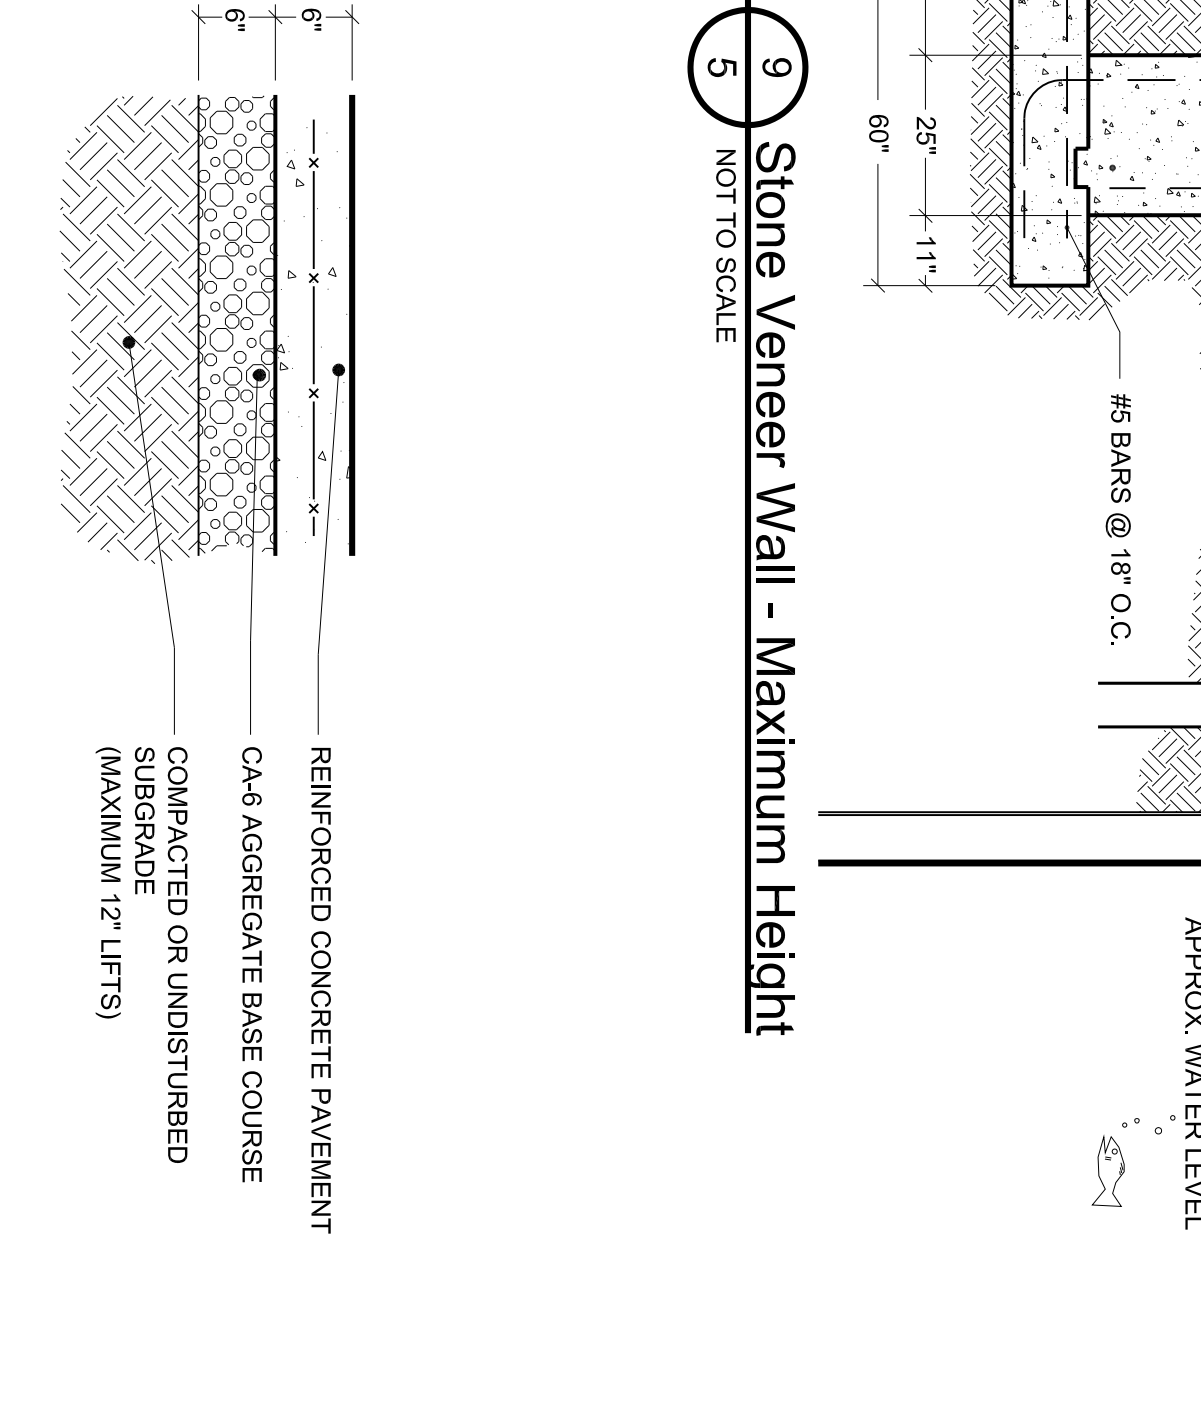 APPROX. WATER LEVEL
#5 BARS @ 18" O.C.
25"
11"
60"
9
5
Stone Veneer Wall - Maximum Height
NOT TO SCALE
6"
6"
REINFORCED CONCRETE PAVEMENT
CA-6 AGGREGATE BASE COURSE
COMPACTED OR UNDISTURBED
SUBGRADE
(MAXIMUM 12" LIFTS)